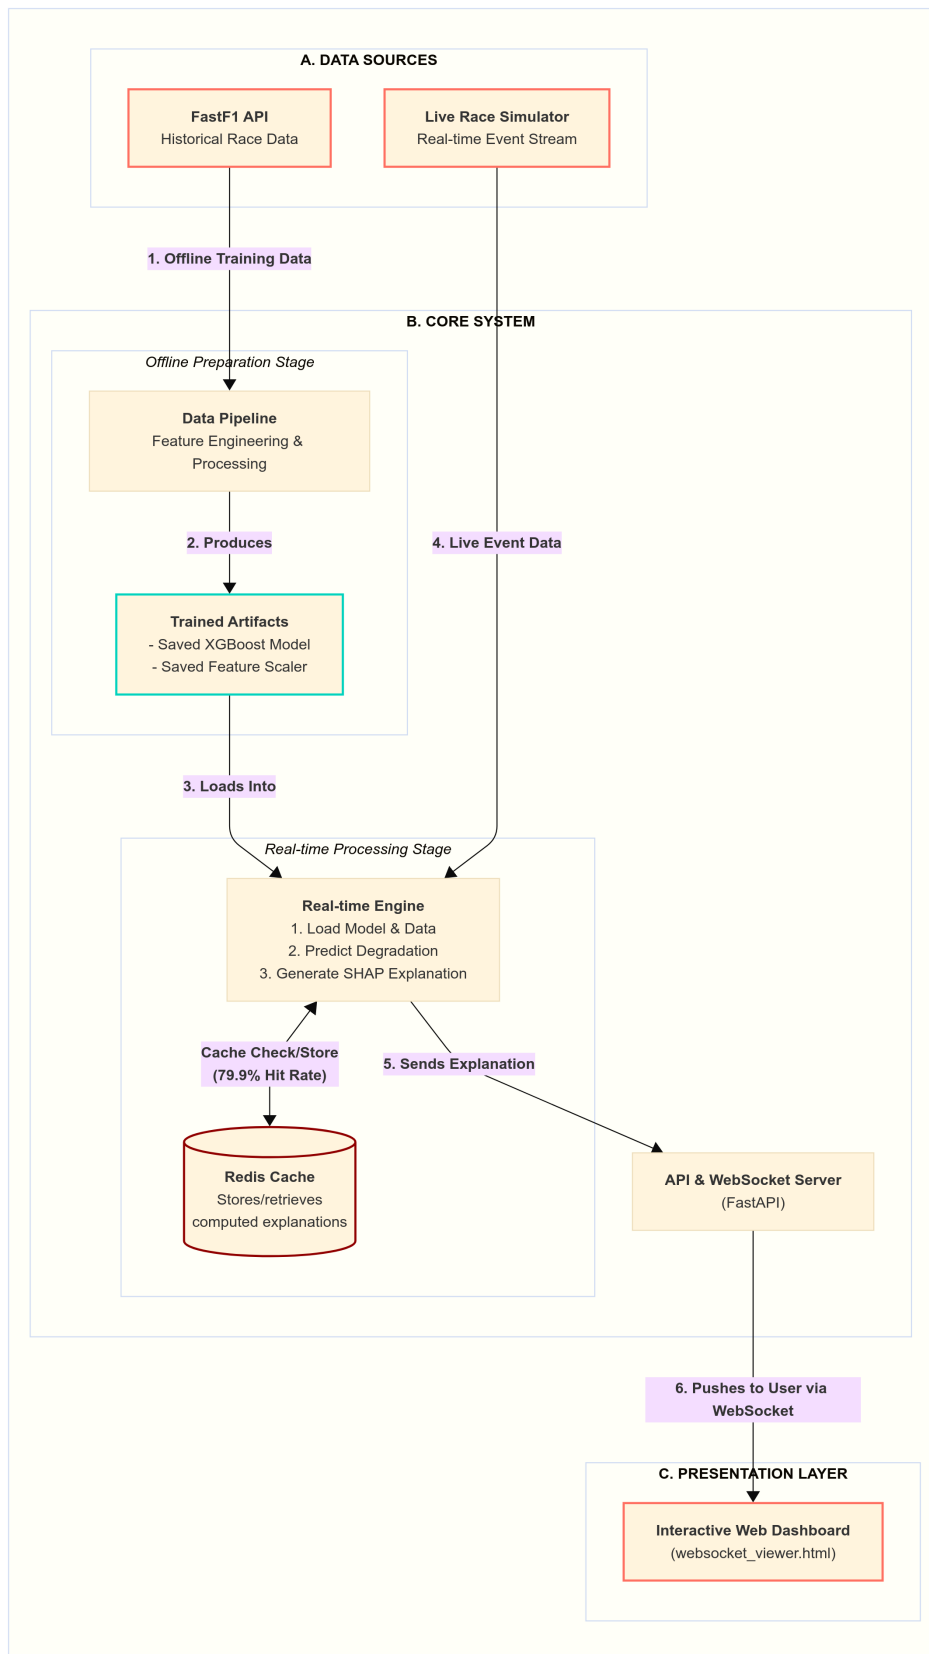 A. DATA SOURCES
FastF1 API
Historical Race Data
Live Race Simulator
Real-time Event Stream
1. Offline Training Data
B. CORE SYSTEM
Offline Preparation Stage
Data Pipeline
Feature Engineering &
Processing
2. Produces
4. Live Event Data
Trained Artifacts
- Saved XGBoost Model
- Saved Feature Scaler
3. Loads Into
Real-time Processing Stage
Real-time Engine
1. Load Model & Data
2. Predict Degradation
3. Generate SHAP Explanation
Cache Check/Store
(79.9% Hit Rate)
5. Sends Explanation
Redis Cache
Stores/retrieves
computed explanations
API & WebSocket Server
(FastAPI)
6. Pushes to User via
WebSocket
C. PRESENTATION LAYER
Interactive Web Dashboard
(websocket_viewer.html)